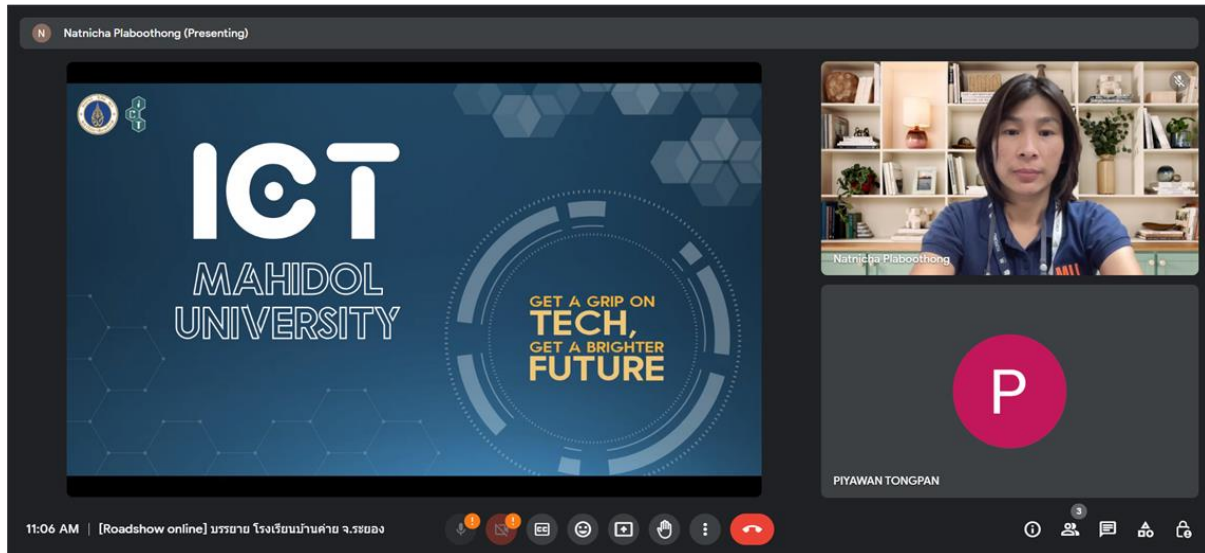 N Natnicha Plaboothong (Presenting)
ICT
MAHIDOL
UNIVERSITY
GET A GRIP ON
TECH,
GET A BRIGHTER
FUTURE
MU
Natnicha Plaboothong
P
PIYAWAN TONGPAN
11:06 AM | [Roadshow online] บรรยาย โรงเรียนบ้านค่าย จ.ระยอง
CC
3